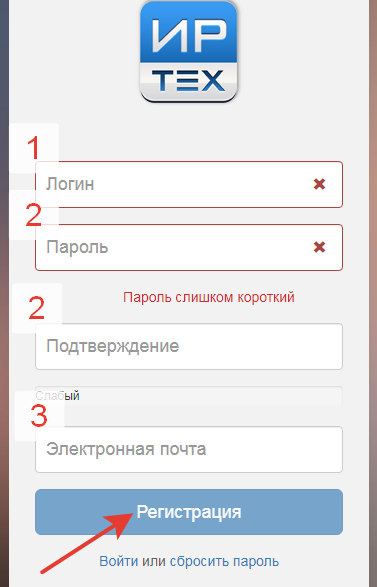 ИР
ТЕХ
1
Логин
2
Пароль
Пароль слишком короткий
2
Подтверждение
Слабый
3
Электронная почта
Регистрация
Войти или сбросить пароль